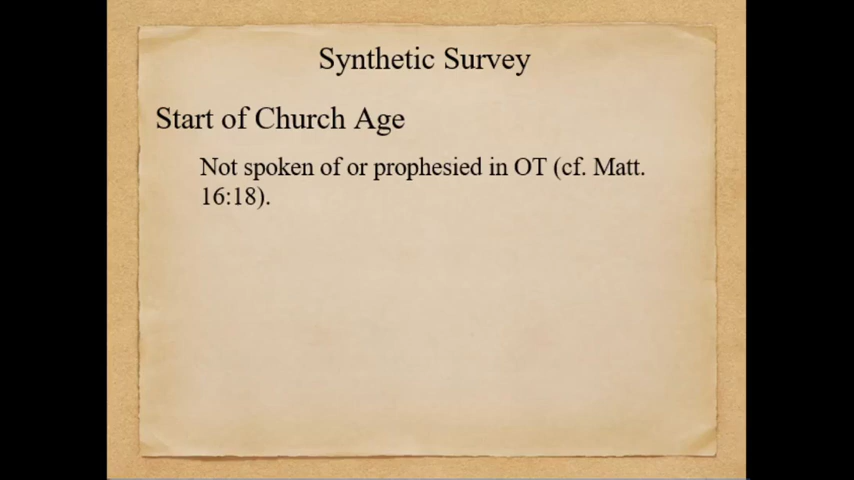 Synthetic Survey
Start of Church Age
Not spoken of or prophesied in OT (cf. Matt.
16:18).